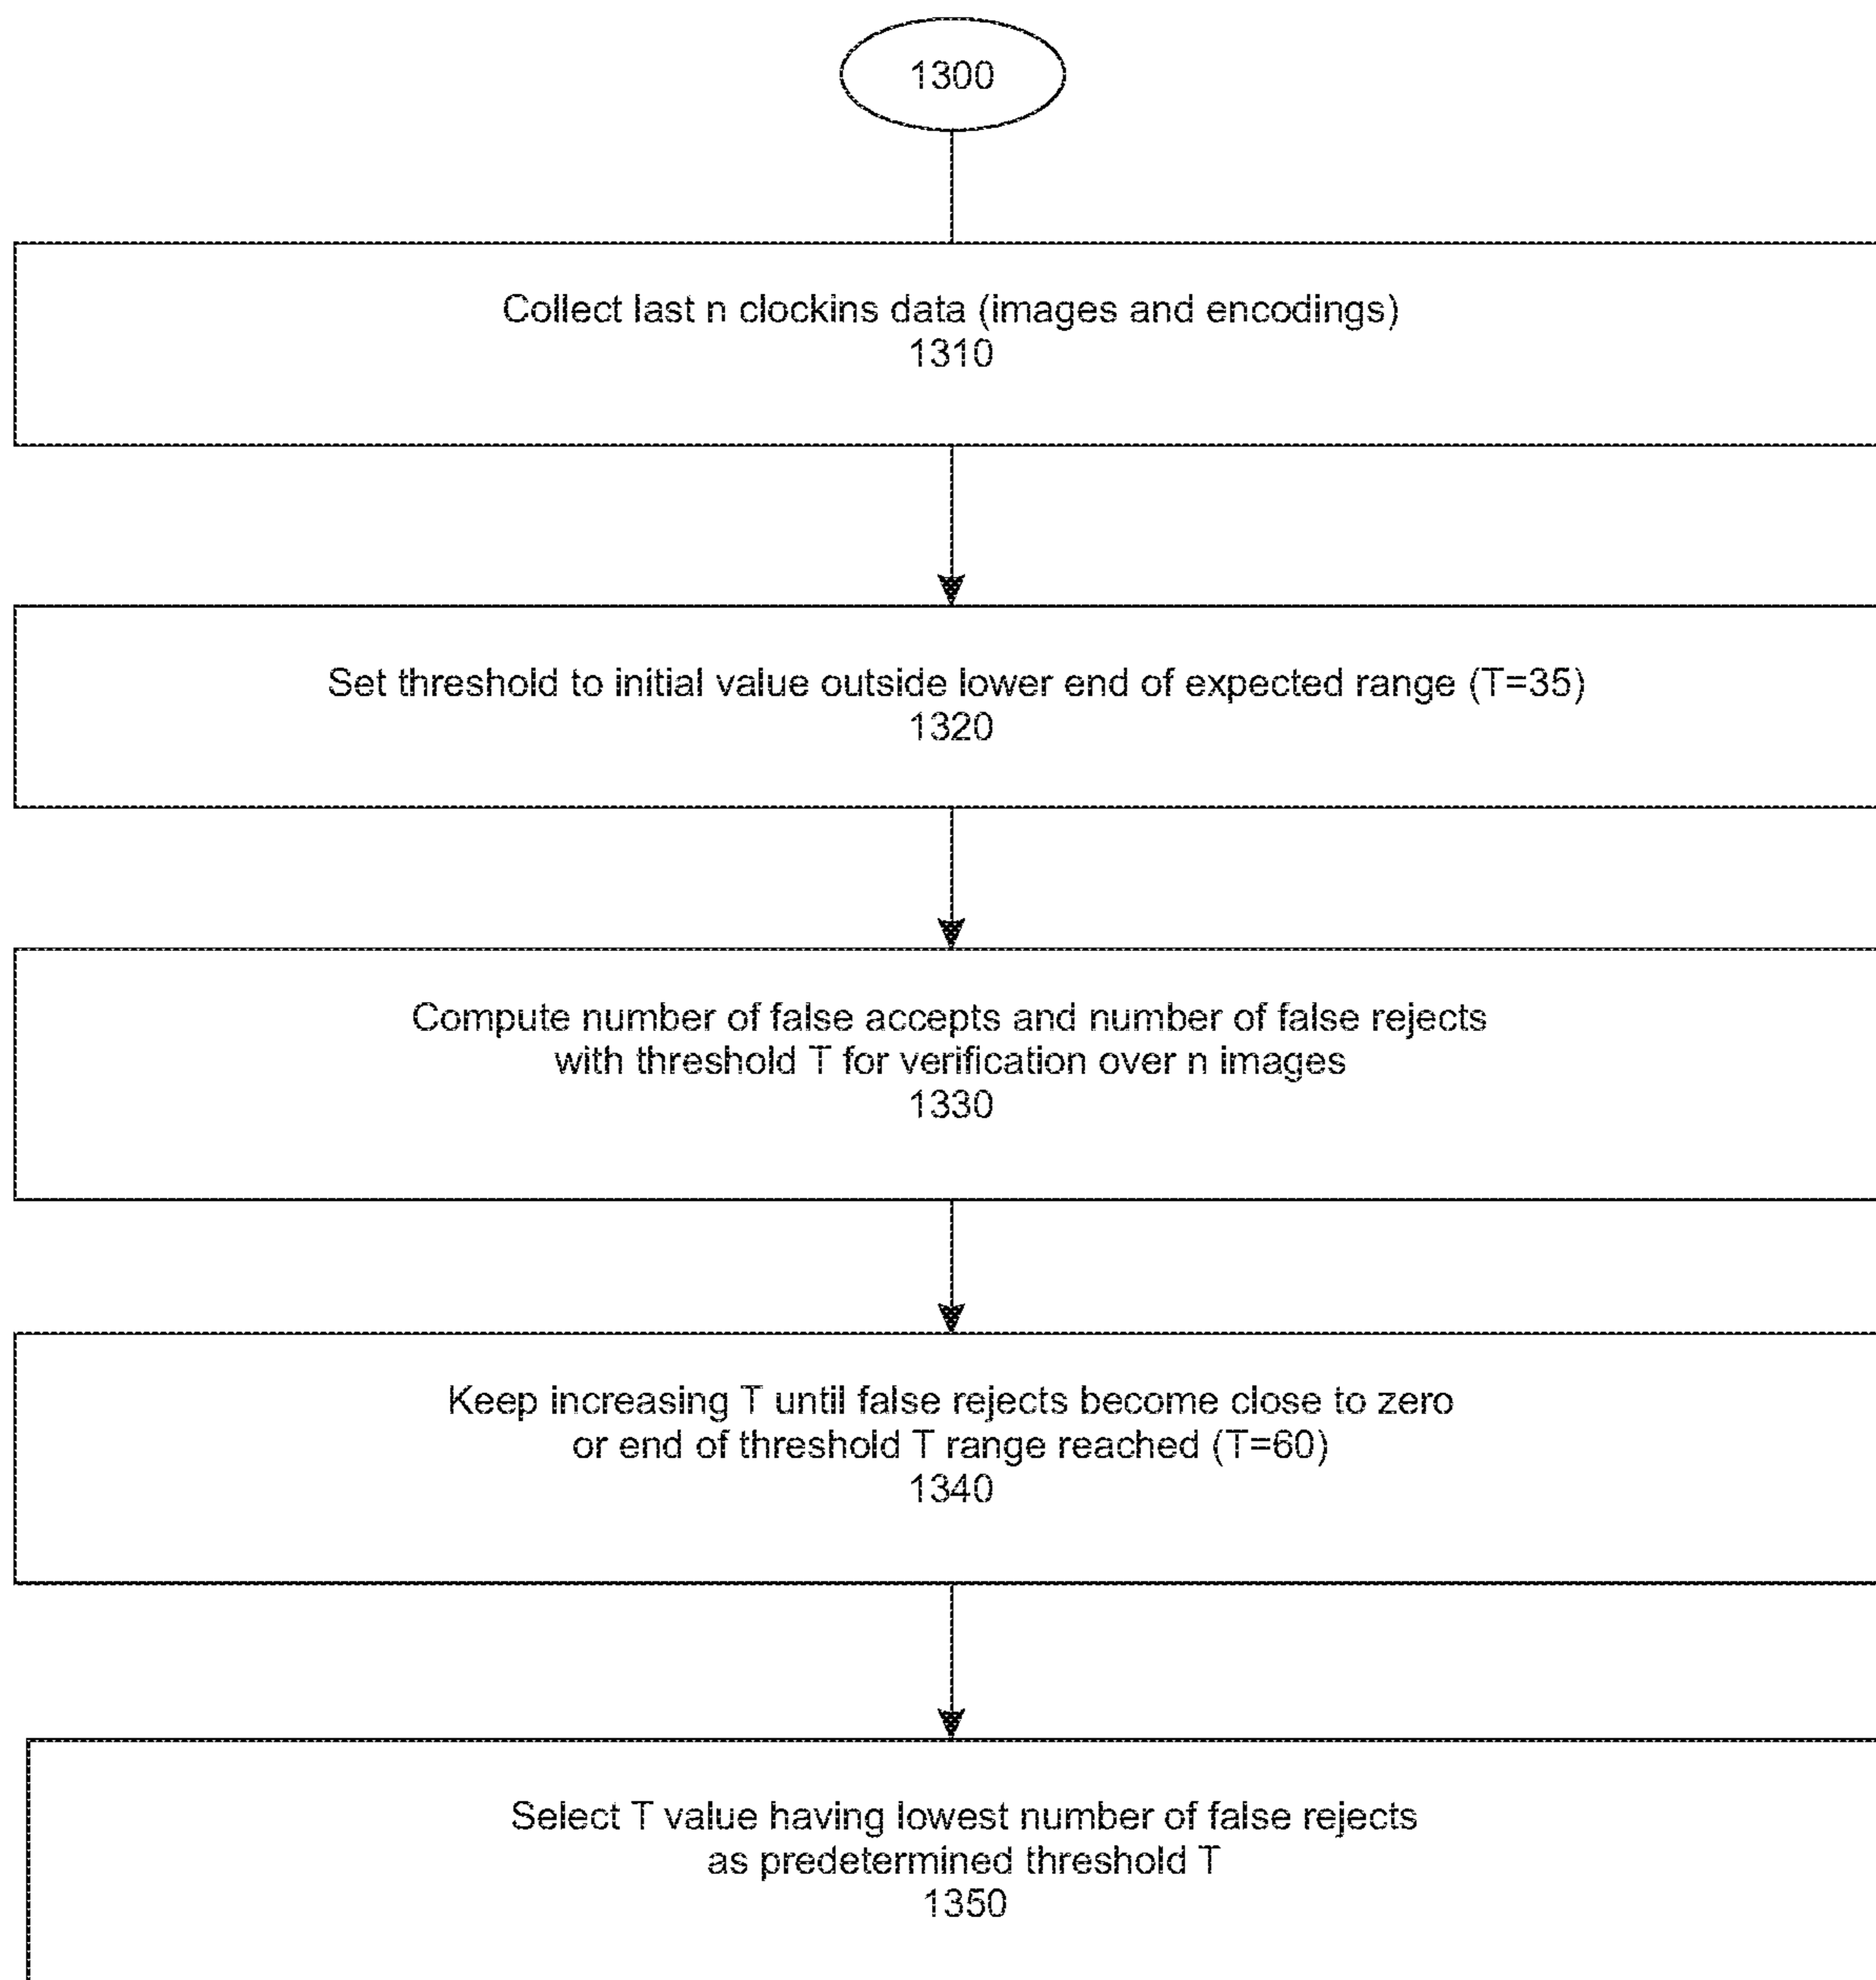 1300
Collect last n clockins data (images and encodings)
1310
Set threshold to initial value outside lower end of expected range (T=35)
1320
Compute number of false accepts and number of false rejects
with threshold T for verification over n images
1330
Keep increasing T until false rejects become close to zero
or end of threshold T range reached (T=60)
1340
Select T value having lowest number of false rejects
as predetermined threshold T
1350